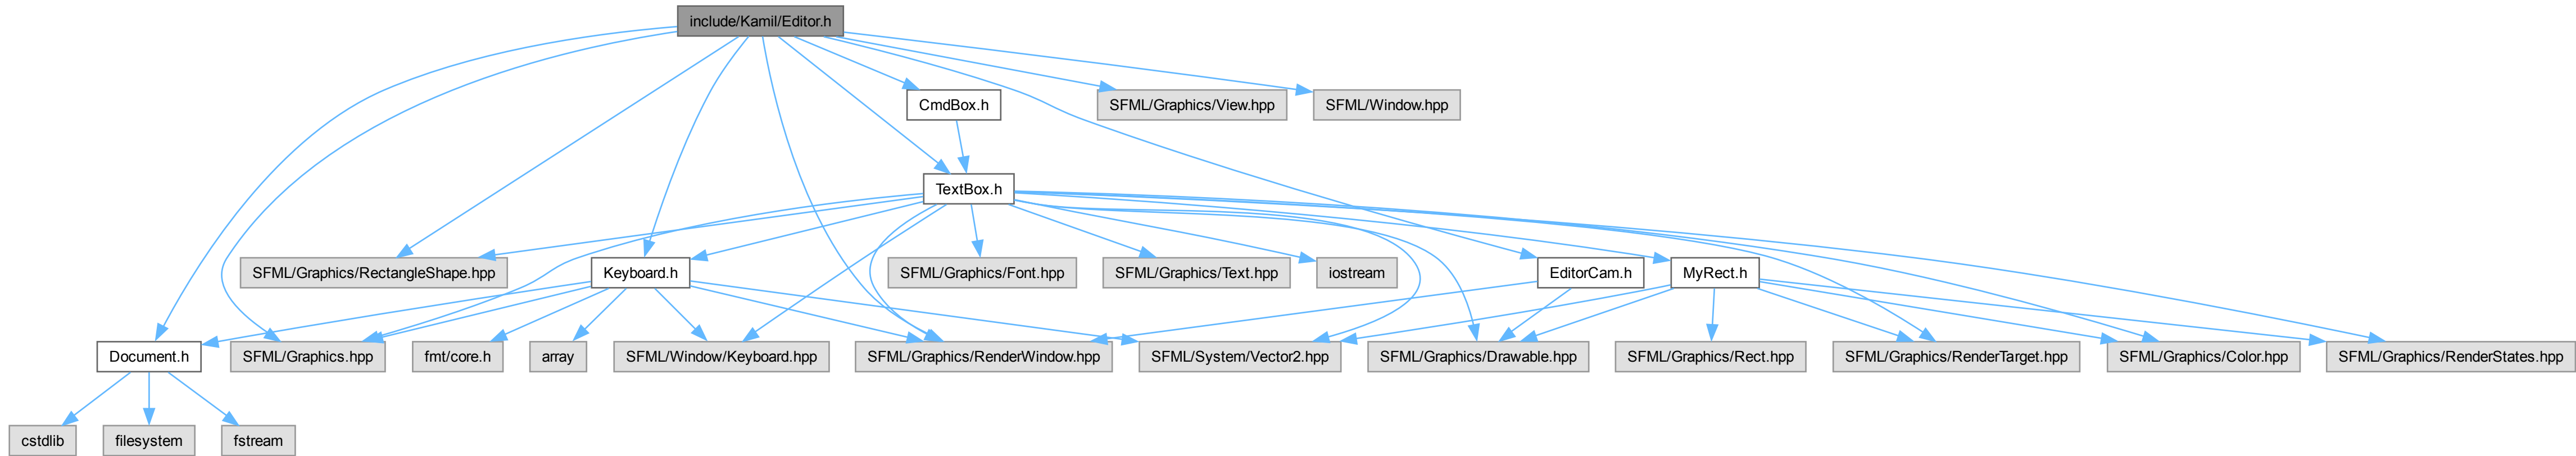 include/Kamil/Editor.h
CmdBox.h
SFML/Graphics/View.hpp
SFML/Window.hpp
TextBox.h
SFML/Graphics/RectangleShape.hpp
Keyboard.h
SFML/Graphics/Font.hpp
SFML/Graphics/Text.hpp
iostream
EditorCam.h
MyRect.h
Document.h
SFML/Graphics.hpp
fmt/core.h
array
SFML/Window/Keyboard.hpp
SFML/Graphics/RenderWindow.hpp
SFML/System/Vector2.hpp
SFML/Graphics/Drawable.hpp
SFML/Graphics/Rect.hpp
SFML/Graphics/RenderTarget.hpp
SFML/Graphics/Color.hpp
SFML/Graphics/RenderStates.hpp
cstdlib
filesystem
fstream